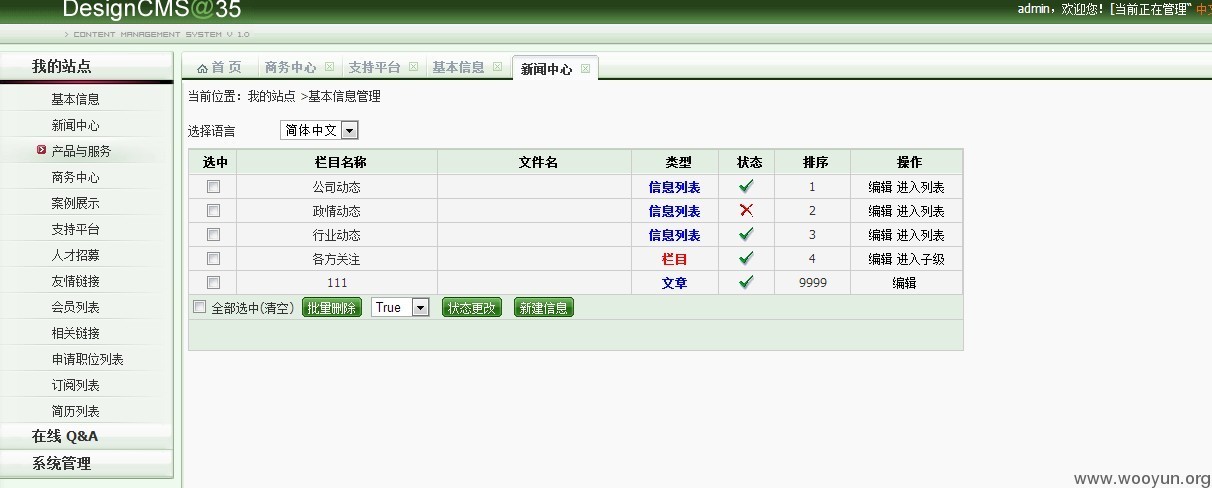 DesignCMS@35
admin，欢迎您！[当前正在管理“ 中文
CONTENT MANAGEMENT SYSTEM V 1.0
我的站点
基本信息
新闻中心
产品与服务
商务中心
案例展示
支持平台
人才招募
友情链接
会员列表
相关链接
申请职位列表
订阅列表
简历列表
在线 Q&A
系统管理
首 页 商务中心 支持平台 基本信息 新闻中心
当前位置：我的站点 >基本信息管理
选择语言 简体中文
选中 栏目名称 文件名 类型 状态 排序 操作
公司动态 信息列表 1 编辑 进入列表
政情动态 信息列表 2 编辑 进入列表
行业动态 信息列表 3 编辑 进入列表
各方关注 栏目 4 编辑 进入子级
111 文章 9999 编辑
全部选中(清空) 批量删除 True 状态更改 新建信息
www.wooyun.org